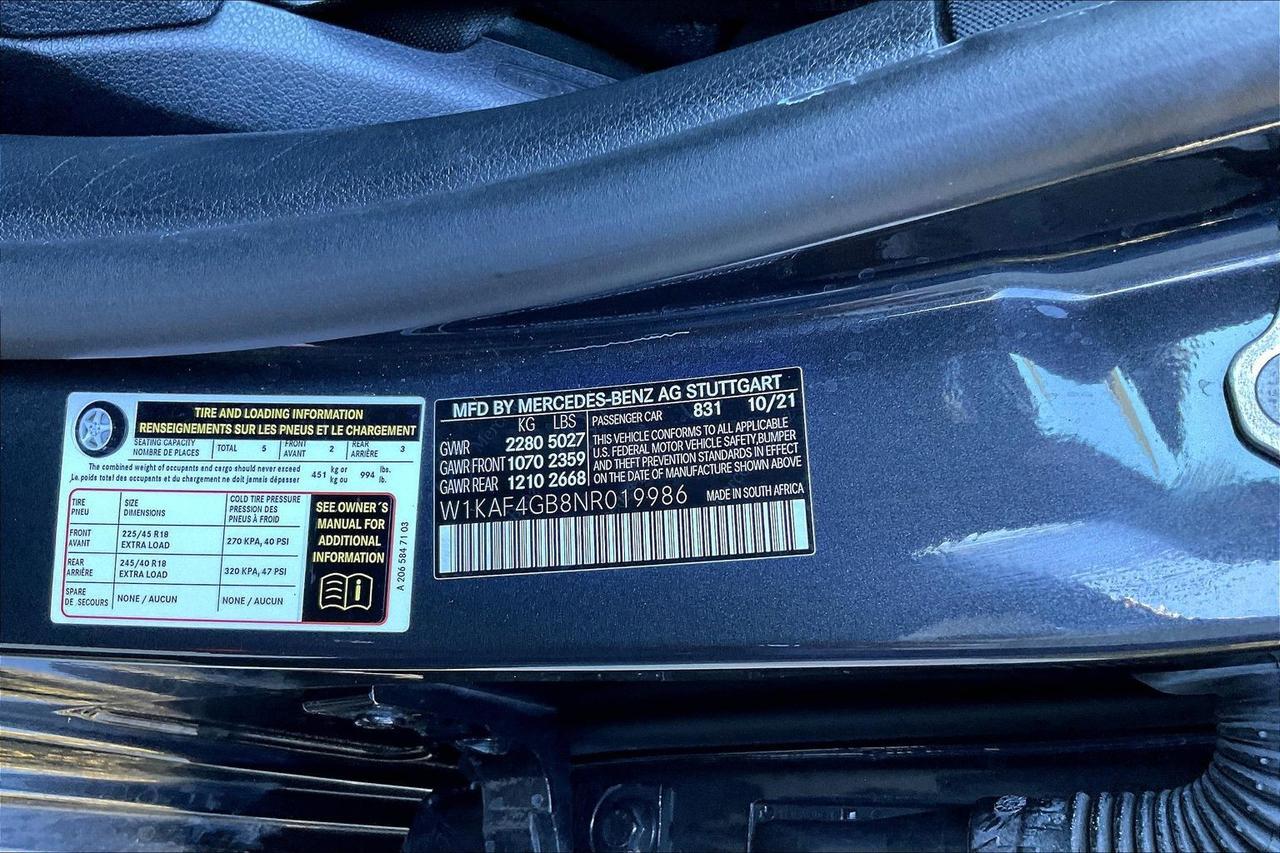 TIRE AND LOADING INFORMATION
RENSEIGNEMENTS SUR LES PNEUS ET LE CHARGEMENT
SEATING CAPACITY
NOMBRE DE PLACES
TOTAL 5
FRONT
AVANT
2
REAR
ARRIÈRE
3
The combined weight of occupants and cargo should never exceed
Le poids total des occupants et du chargement ne doit jamais dépasser
451 kg or
kg ou
994 lbs.
lb.
TIRE
PNEU
SIZE
DIMENSIONS
COLD TIRE PRESSURE
PRESSION DES
PNEUS À FROID
FRONT
AVANT
225/45 R18
EXTRA LOAD
270 KPA, 40 PSI
REAR
ARRIÈRE
245/40 R18
EXTRA LOAD
320 KPA, 47 PSI
SPARE
DE SECOURS
NONE / AUCUN
NONE / AUCUN
SEE OWNER´S
MANUAL FOR
ADDITIONAL
INFORMATION
A 206 584 71 03
MFD BY MERCEDES-BENZ AG STUTTGART
KG LBS
GVWR 2280 5027
GAWR FRONT 1070 2359
GAWR REAR 1210 2668
PASSENGER CAR 831 10/21
THIS VEHICLE CONFORMS TO ALL APPLICABLE
U.S. FEDERAL MOTOR VEHICLE SAFETY,BUMPER
AND THEFT PREVENTION STANDARDS IN EFFECT
ON THE DATE OF MANUFACTURE SHOWN ABOVE
W1KAF4GB8NR019986 MADE IN SOUTH AFRICA